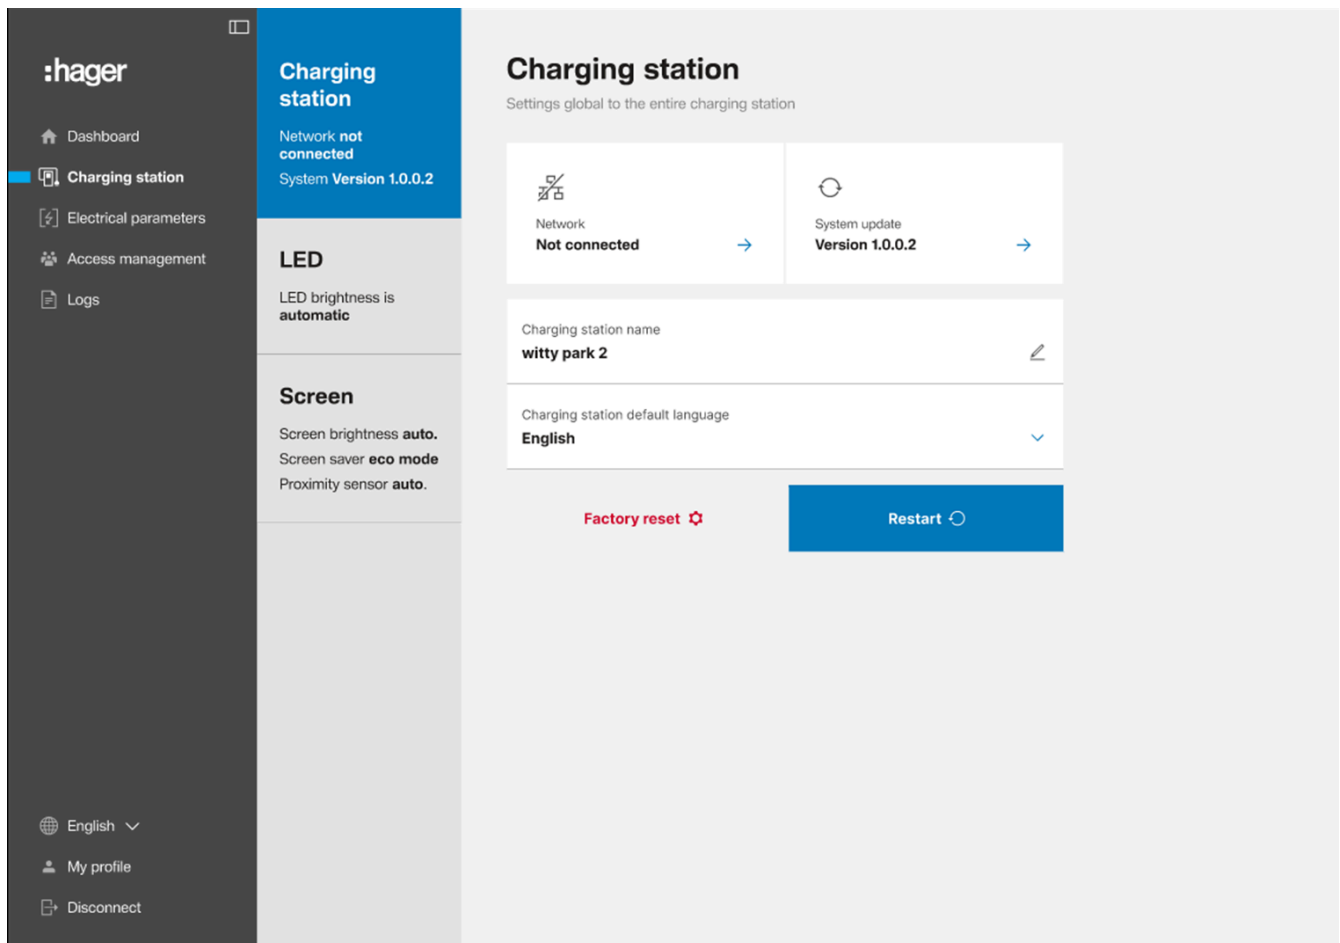 :hager
Dashboard
Charging station
Electrical parameters
Access management
Logs
English
My profile
Disconnect
Charging
station
Network not
connected
System Version 1.0.0.2
LED
LED brightness is
automatic
Screen
Screen brightness auto.
Screen saver eco mode
Proximity sensor auto.
Charging station
Settings global to the entire charging station
Network
Not connected
System update
Version 1.0.0.2
Charging station name
witty park 2
Charging station default language
English
Factory reset
Restart